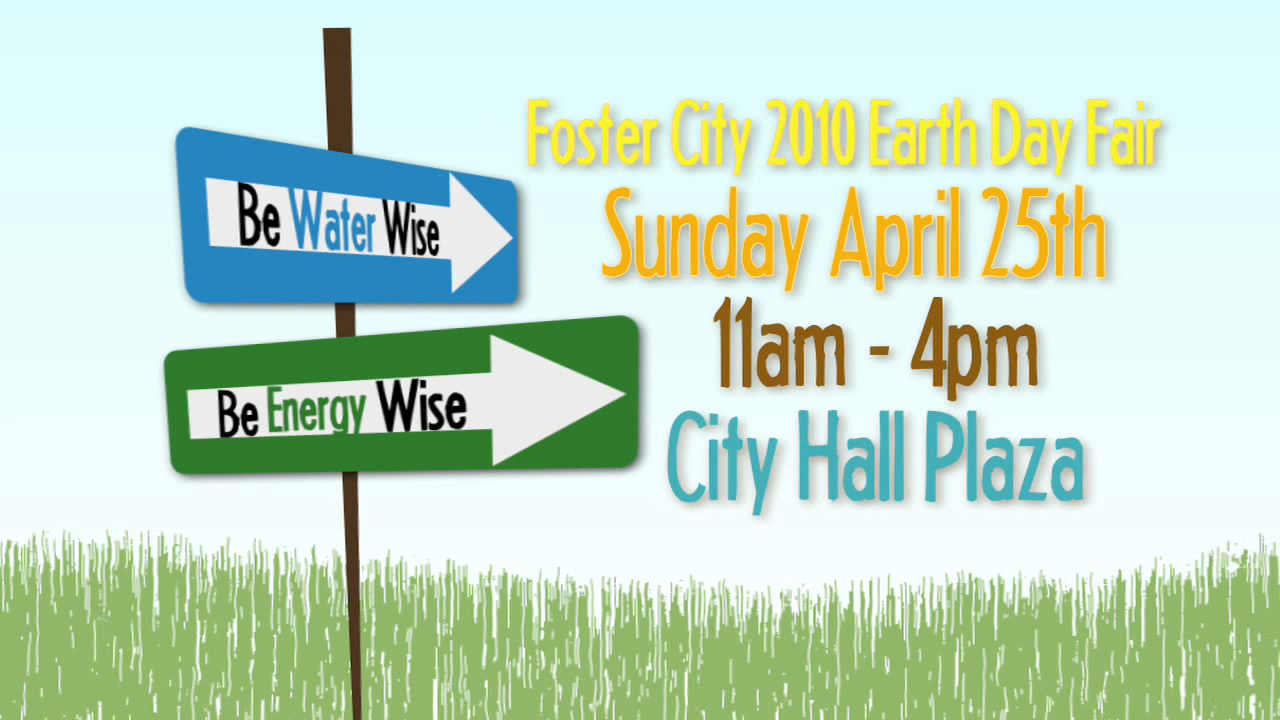 Be Water Wise
Be Energy Wise
Foster City 2010 Earth Day Fair
Sunday April 25th
11am - 4pm
City Hall Plaza